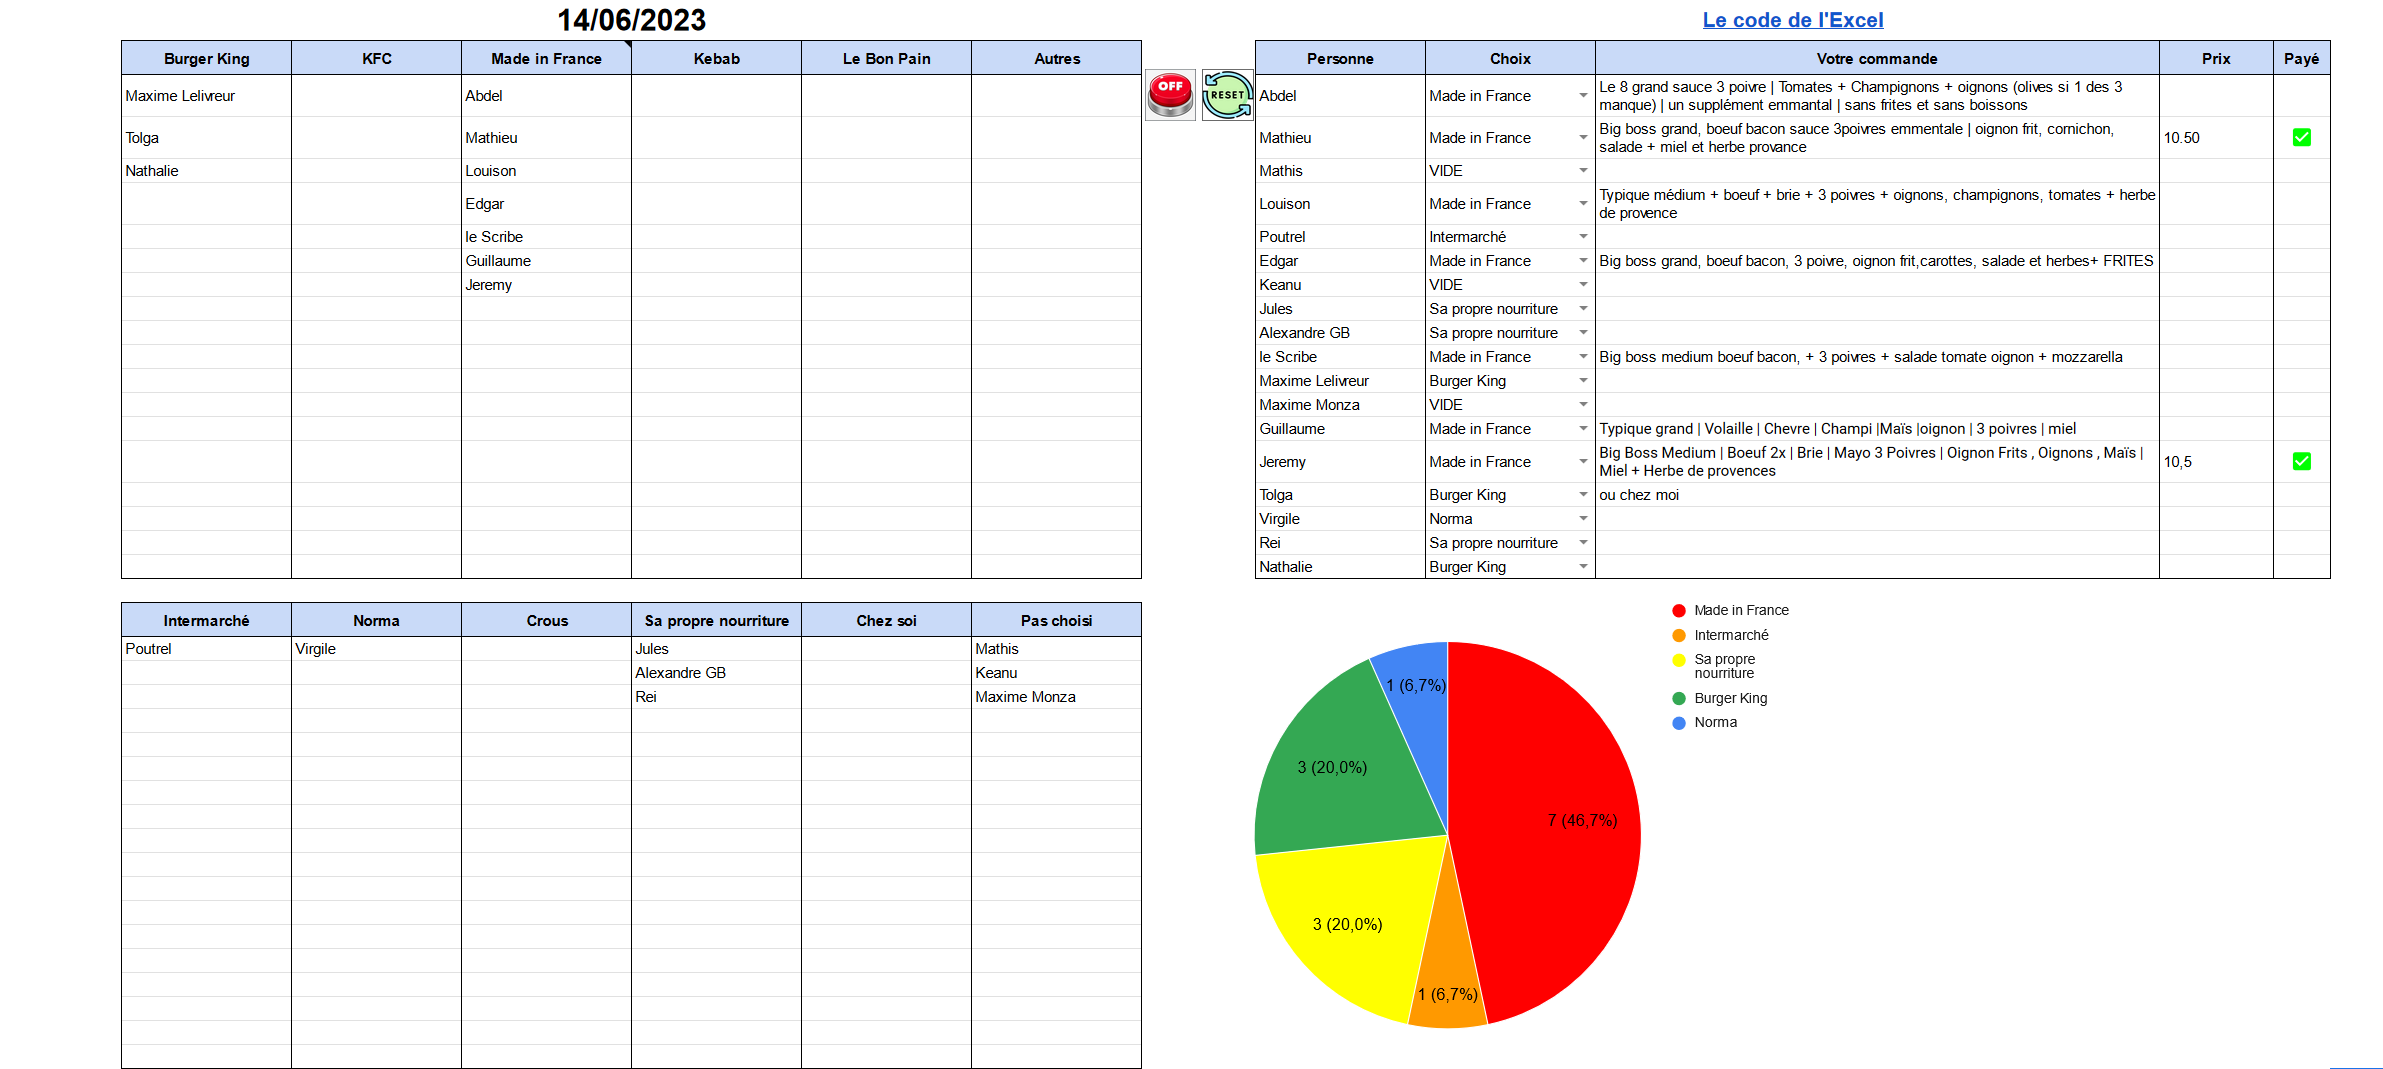 14/06/2023
Le code de l'Excel
Burger King KFC Made in France Kebab Le Bon Pain Autres
Maxime Lelivreur Abdel
Tolga Mathieu
Nathalie Louison
Edgar
le Scribe
Guillaume
Jeremy
OFF
RESET
Personne Choix Votre commande Prix Payé
Abdel Made in France Le 8 grand sauce 3 poivre | Tomates + Champignons + oignons (olives si 1 des 3
manque) | un supplément emmantal | sans frites et sans boissons
Mathieu Made in France Big boss grand, boeuf bacon sauce 3poivres emmentale | oignon frit, cornichon,
salade + miel et herbe provance 10.50
Mathis VIDE
Louison Made in France Typique médium + boeuf + brie + 3 poivres + oignons, champignons, tomates + herbe
de provence
Poutrel Intermarché
Edgar Made in France Big boss grand, boeuf bacon, 3 poivre, oignon frit,carottes, salade et herbes+ FRITES
Keanu VIDE
Jules Sa propre nourriture
Alexandre GB Sa propre nourriture
le Scribe Made in France Big boss medium boeuf bacon, + 3 poivres + salade tomate oignon + mozzarella
Maxime Lelivreur Burger King
Maxime Monza VIDE
Guillaume Made in France Typique grand | Volaille | Chevre | Champi |Maïs |oignon | 3 poivres | miel
Jeremy Made in France Big Boss Medium | Boeuf 2x | Brie | Mayo 3 Poivres | Oignon Frits , Oignons , Maïs |
Miel + Herbe de provences 10,5
Tolga Burger King ou chez moi
Virgile Norma
Rei Sa propre nourriture
Nathalie Burger King
Intermarché Norma Crous Sa propre nourriture Chez soi Pas choisi
Poutrel Virgile Jules Mathis
Alexandre GB Keanu
Rei Maxime Monza
Made in France
Intermarché
Sa propre
nourriture
Burger King
Norma
1 (6,7%)
3 (20,0%)
7 (46,7%)
3 (20,0%)
1 (6,7%)